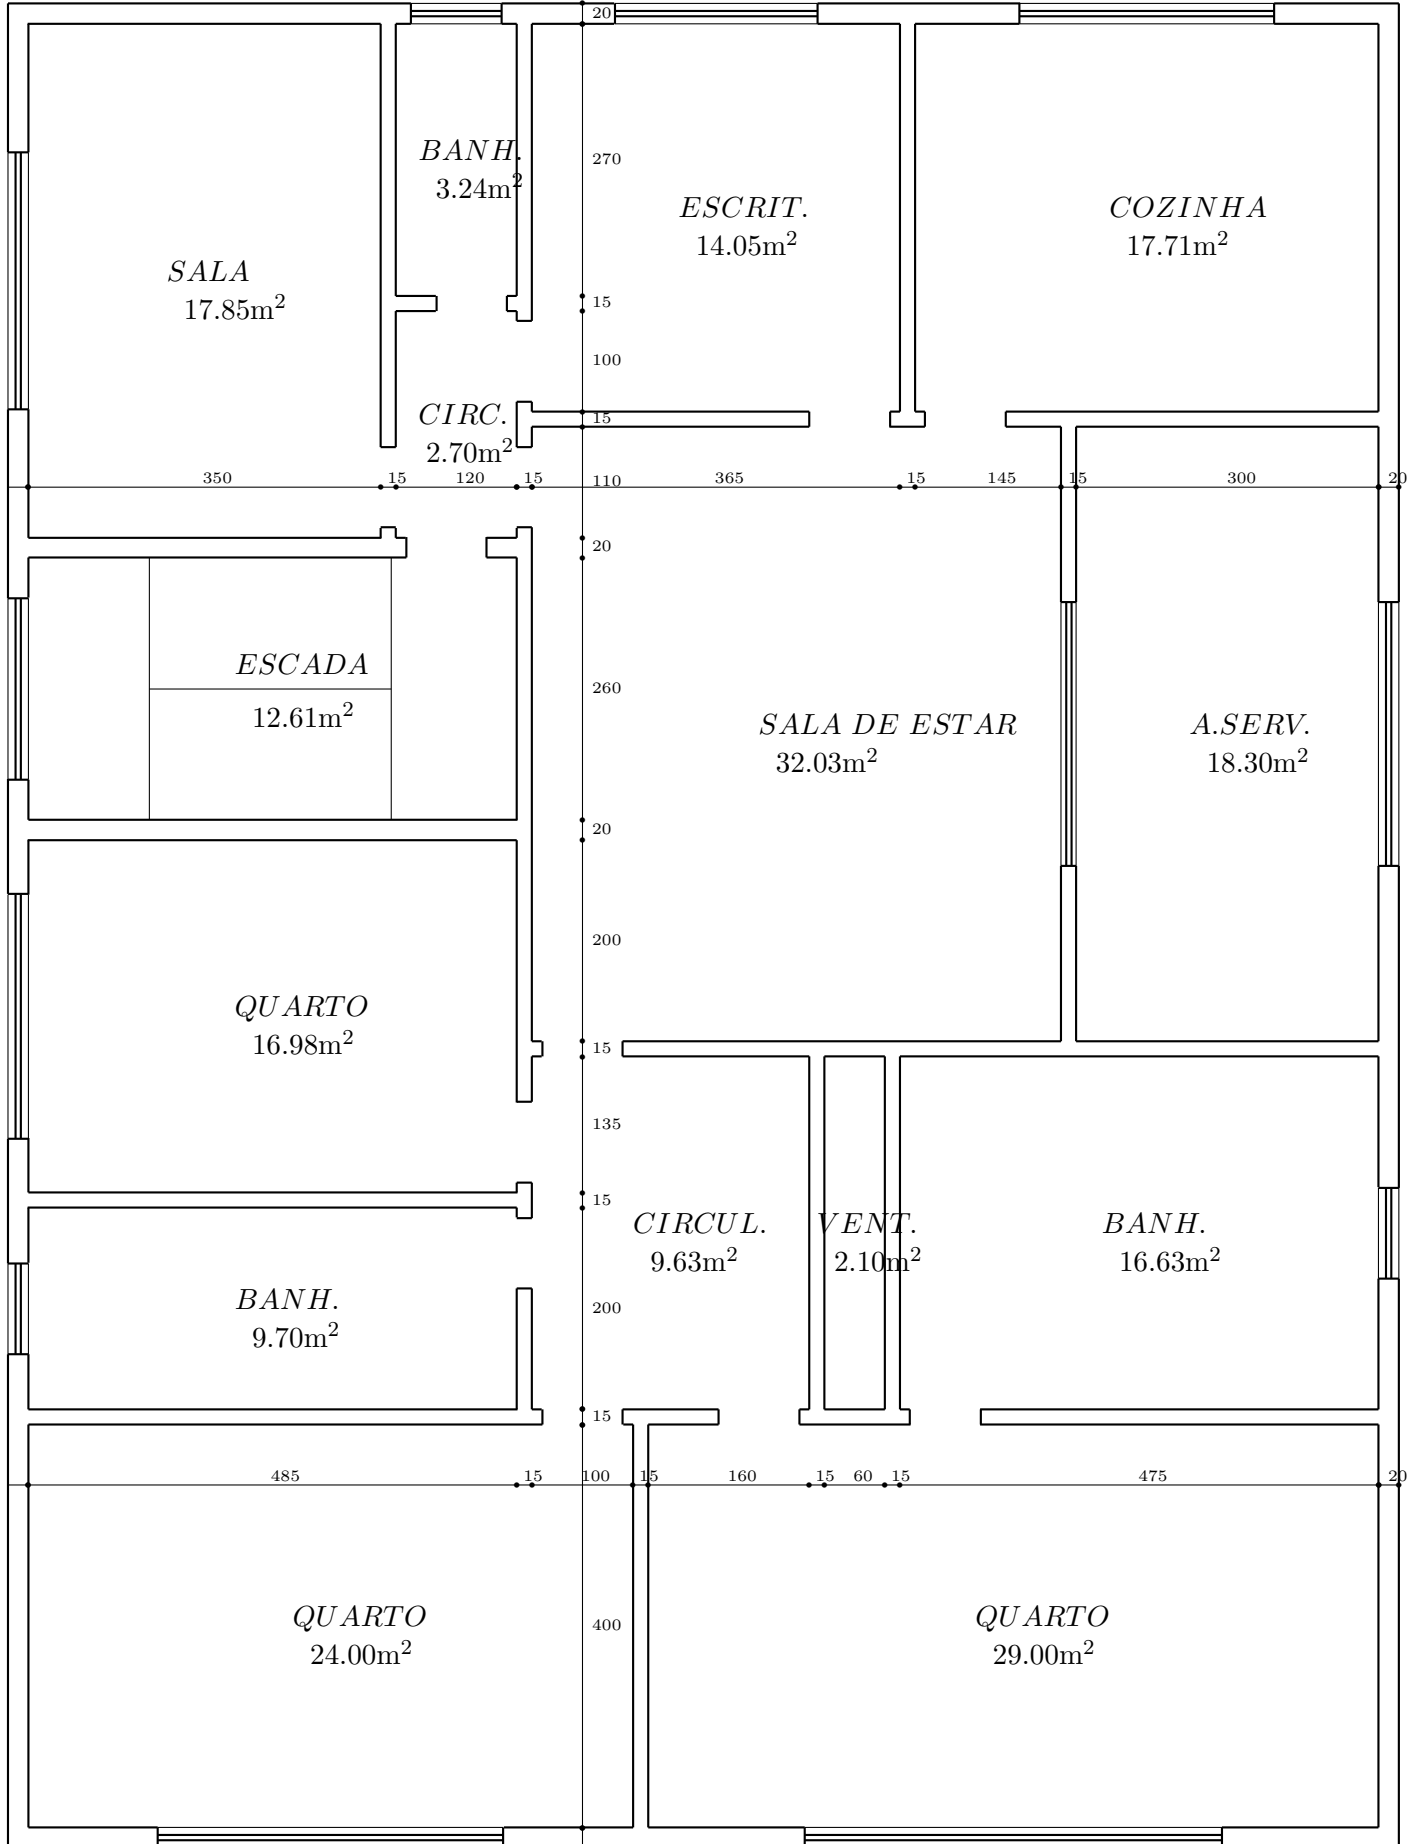 20
BANH.
3.24m²
270
ESCRIT.
14.05m²
COZINHA
17.71m²
SALA
17.85m²
15
100
CIRC.
2.70m²
15
350 15 120 15 110 365 15 145 15 300 20
20
ESCADA
12.61m²
260
SALA DE ESTAR
32.03m²
A.SERV.
18.30m²
20
200
QUARTO
16.98m²
15
135
15
CIRCUL.
9.63m²
VENT.
2.10m²
BANH.
16.63m²
BANH.
9.70m²
200
15
485 15 100 15 160 15 60 15 475 20
QUARTO
24.00m²
400
QUARTO
29.00m²